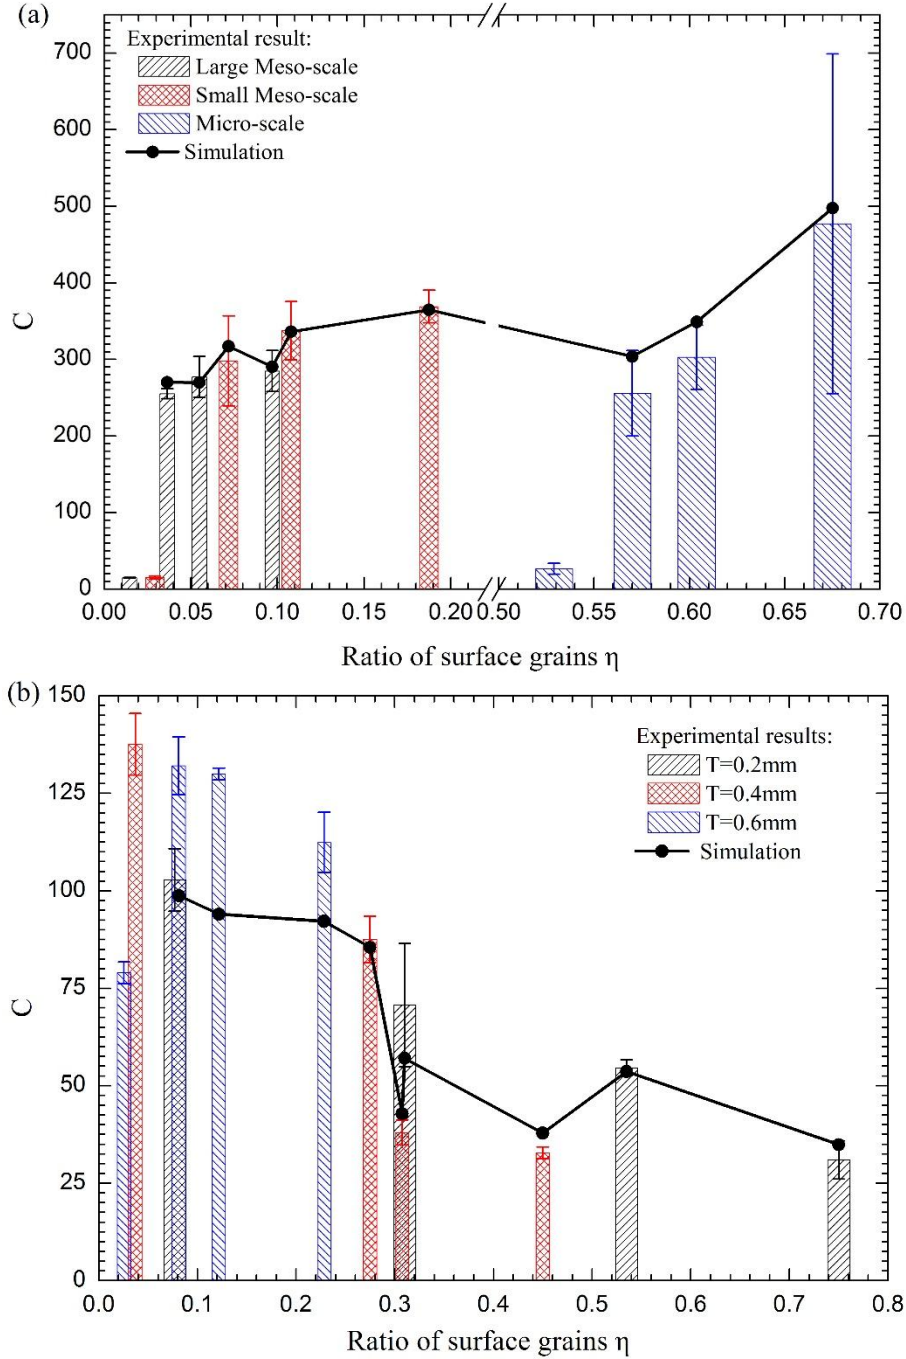 (a)
Experimental result:
Large Meso-scale
Small Meso-scale
Micro-scale
Simulation
700
600
500
400
300
200
100
0
C
0.00 0.05 0.10 0.15 0.20 0.50 0.55 0.60 0.65 0.70
Ratio of surface grains η
(b)
Experimental results:
T=0.2mm
T=0.4mm
T=0.6mm
Simulation
150
125
100
75
50
25
0
C
0.0 0.1 0.2 0.3 0.4 0.5 0.6 0.7 0.8
Ratio of surface grains η